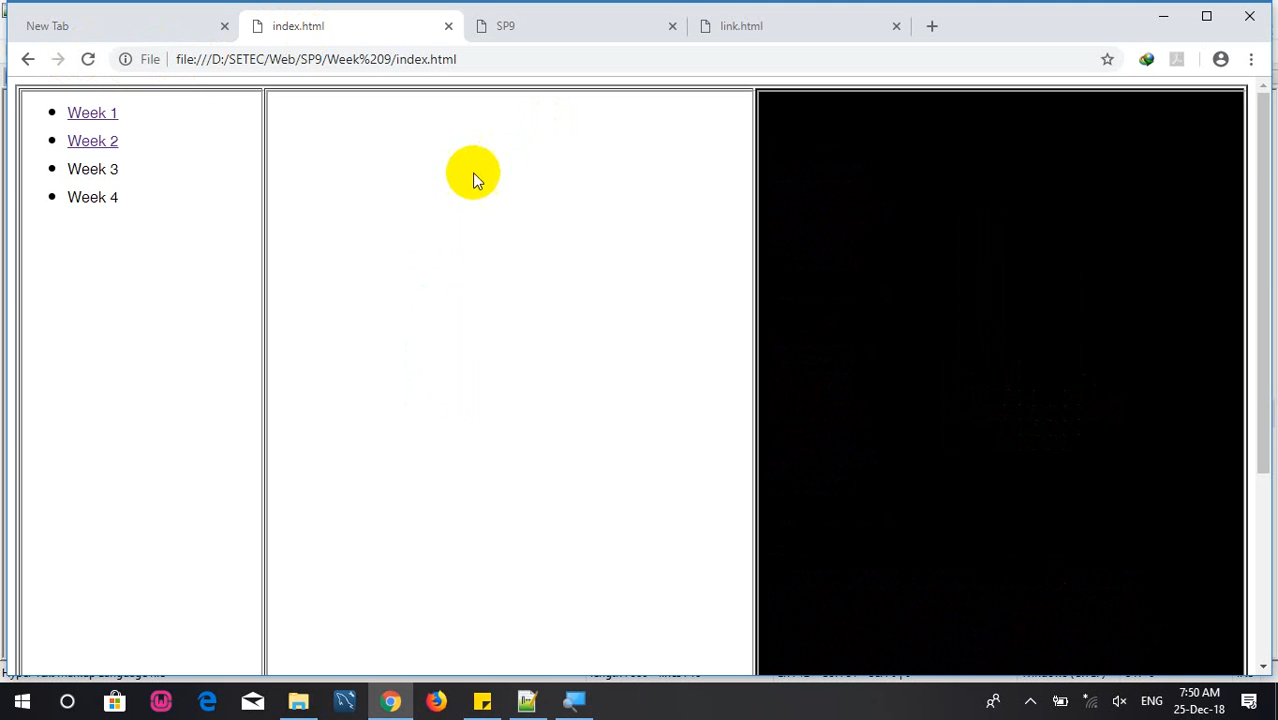 New Tab
index.html
SP9
link.html
File
file:///D:/SETEC/Web/SP9/Week%209/index.html
Week 1
Week 2
Week 3
Week 4
ENG
7:50 AM
25-Dec-18